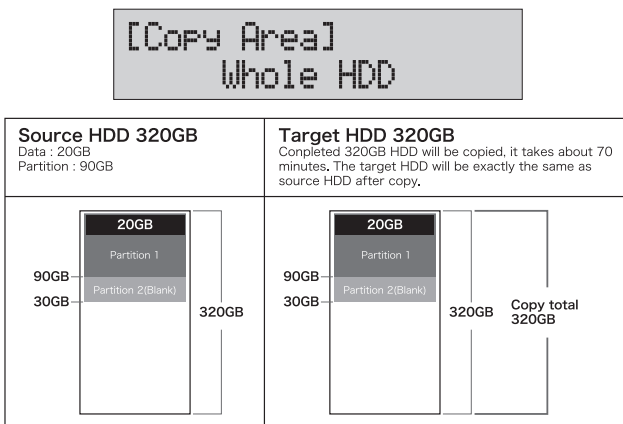 [Copy Area]
Whole HDD
Source HDD 320GB
Data : 20GB
Partition : 90GB
Target HDD 320GB
Conpleted 320GB HDD will be copied, it takes about 70
minutes. The target HDD will be exactly the same as
source HDD after copy.
20GB
Partition 1
90GB
Partition 2(Blank)
30GB
320GB
20GB
Partition 1
90GB
Partition 2(Blank)
30GB
320GB
Copy total
320GB